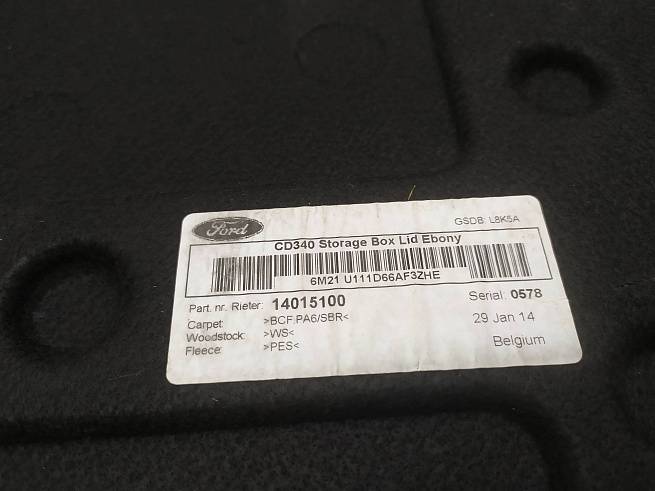 Ford
GSDB: L8K5A
CD340 Storage Box Lid Ebony
6M21 U111D66AF3ZHE
Part. nr. Rieter: 14015100
Serial: 0578
Carpet: >BCF.PA6/SBR<
29 Jan 14
Woodstock: >WS<
Fleece: >PES<
Belgium